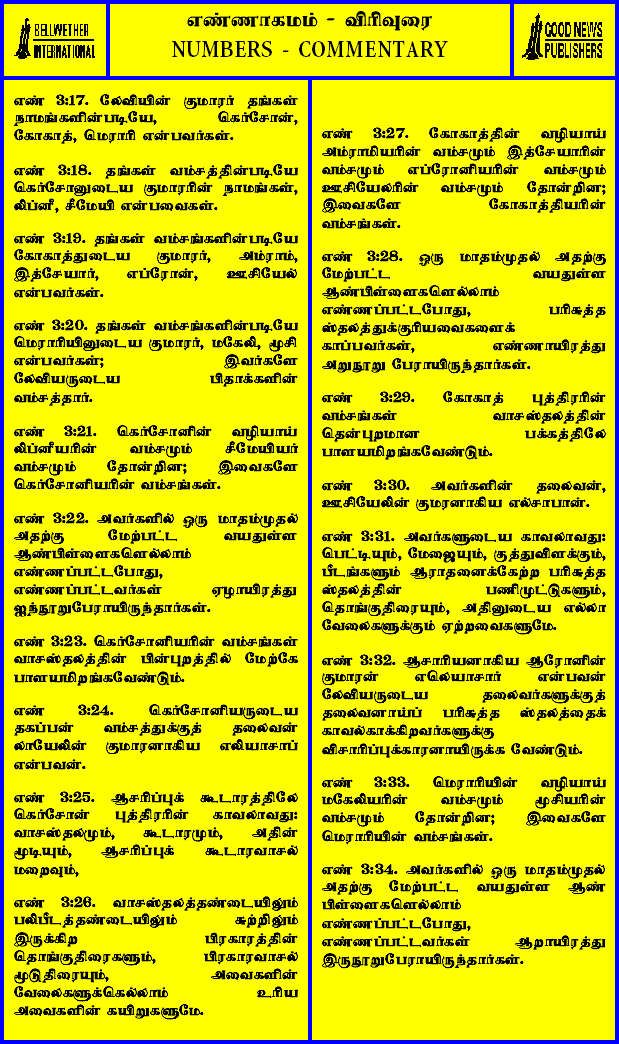 BELLWETHER
INTERNATIONAL
எண்ணாகமம் - விரிவுரை
NUMBERS - COMMENTARY
GOOD NEWS
PUBLISHERS
எண் 3:17. லேவியின் குமாரர் தங்கள்
நாமங்களின்படியே, கெர்சோன்,
கோகாத், மெராரி என்பவர்கள்.
எண் 3:18. தங்கள் வம்சத்தின்படியே
கெர்சோனுடைய குமாரரின் நாமங்கள்,
லிப்னீ, சீமேயி என்பவைகள்.
எண் 3:19. தங்கள் வம்சங்களின்படியே
கோகாத்துடைய குமாரர், அம்ராம்,
இத்சேயார், எப்ரோன், ஊசியேல்
என்பவர்கள்.
எண் 3:20. தங்கள் வம்சங்களின்படியே
மெராரியினுடைய குமாரர், மகேலி, மூசி
என்பவர்கள்; இவர்களே
லேவியருடைய பிதாக்களின்
வம்சத்தார்.
எண் 3:21. கெர்சோனின் வழியாய்
லிப்னீயரின் வம்சமும் சீமேயியர்
வம்சமும் தோன்றின; இவைகளே
கெர்சோனியரின் வம்சங்கள்.
எண் 3:22. அவர்களில் ஒரு மாதம்முதல்
அதற்கு மேற்பட்ட வயதுள்ள
ஆண்பிள்ளைகளெல்லாம்
எண்ணப்பட்டபோது,
எண்ணப்பட்டவர்கள் ஏழாயிரத்து
ஐந்நூறுபேராயிருந்தார்கள்.
எண் 3:23. கெர்சோனியரின் வம்சங்கள்
வாசஸ்தலத்தின் பின்புறத்தில் மேற்கே
பாளயமிறங்கவேண்டும்.
எண் 3:24. கெர்சோனியருடைய
தகப்பன் வம்சத்துக்குத் தலைவன்
லாயேலின் குமாரனாகிய எலியாசாப்
என்பவன்.
எண் 3:25. ஆசரிப்புக் கூடாரத்திலே
கெர்சோன் புத்திரரின் காவலாவது:
வாசஸ்தலமும், கூடாரமும், அதின்
மூடியும், ஆசரிப்புக் கூடாரவாசல்
மறைவும்,
எண் 3:26. வாசஸ்தலத்தண்டையிலும்
பலிபீடத்தண்டையிலும் சுற்றிலும்
இருக்கிற பிரகாரத்தின்
தொங்குதிரைகளும், பிரகாரவாசல்
மூடுதிரையும், அவைகளின்
வேலைகளுக்கெல்லாம் உரிய
அவைகளின் கயிறுகளுமே.
எண் 3:27. கோகாத்தின் வழியாய்
அம்ராமியரின் வம்சமும் இத்சேயாரின்
வம்சமும் எப்ரோனியரின் வம்சமும்
ஊசியேலரின் வம்சமும் தோன்றின;
இவைகளே கோகாத்தியரின்
வம்சங்கள்.
எண் 3:28. ஒரு மாதம்முதல் அதற்கு
மேற்பட்ட வயதுள்ள
ஆண்பிள்ளைகளெல்லாம்
எண்ணப்பட்டபோது, பரிசுத்த
ஸ்தலத்துக்குரியவைகளைக்
காப்பவர்கள், எண்ணாயிரத்து
அறுநூறு பேராயிருந்தார்கள்.
எண் 3:29. கோகாத் புத்திரரின்
வம்சங்கள் வாசஸ்தலத்தின்
தென்புறமான பக்கத்திலே
பாளயமிறங்கவேண்டும்.
எண் 3:30. அவர்களின் தலைவன்,
ஊசியேலின் குமரனாகிய எல்சாபான்.
எண் 3:31. அவர்களுடைய காவலாவது:
பெட்டியும், மேஜையும், குத்துவிளக்கும்,
பீடங்களும் ஆராதனைக்கேற்ற பரிசுத்த
ஸ்தலத்தின் பணிமுட்டுகளும்,
தொங்குதிரையும், அதினுடைய எல்லா
வேலைகளுக்கும் ஏற்றவைகளுமே.
எண் 3:32. ஆசாரியனாகிய ஆரோனின்
குமாரன் எலெயாசார் என்பவன்
லேவியருடைய தலைவர்களுக்குத்
தலைவனாய்ப் பரிசுத்த ஸ்தலத்தைக்
காவல்காக்கிறவர்களுக்கு
விசாரிப்புக்காரனாயிருக்க வேண்டும்.
எண் 3:33. மெராரியின் வழியாய்
மகேலியரின் வம்சமும் மூசியரின்
வம்சமும் தோன்றின; இவைகளே
மெராரியின் வம்சங்கள்.
எண் 3:34. அவர்களில் ஒரு மாதம்முதல்
அதற்கு மேற்பட்ட வயதுள்ள ஆண்
பிள்ளைகளெல்லாம்
எண்ணப்பட்டபோது,
எண்ணப்பட்டவர்கள் ஆறாயிரத்து
இருநூறுபேராயிருந்தார்கள்.